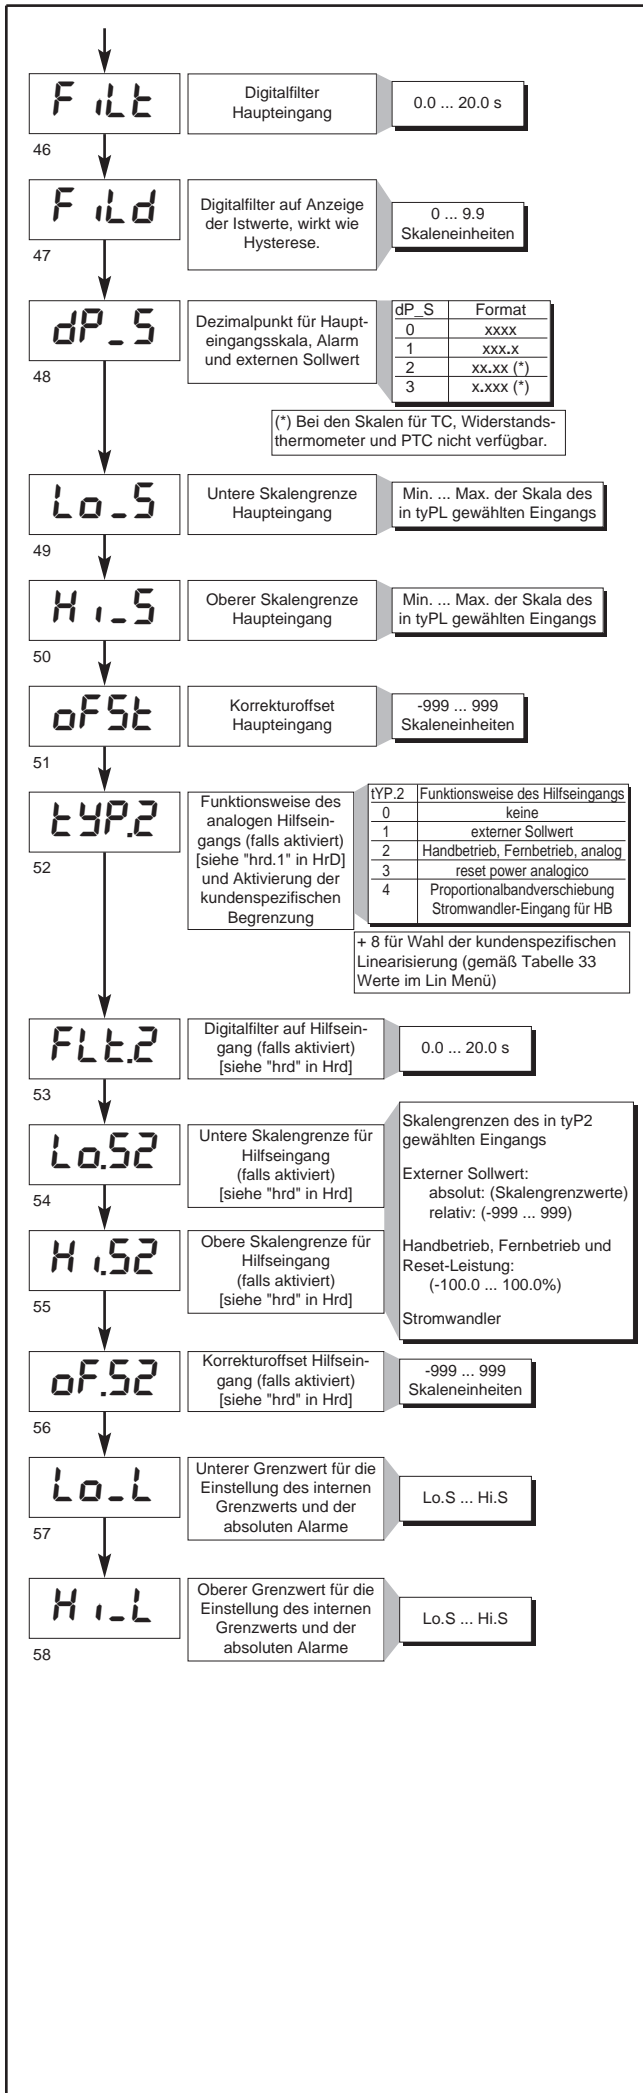 FiLt
Digitalfilter
Haupteingang
0.0 ... 20.0 s
46
FiLd
Digitalfilter auf Anzeige
der Istwerte, wirkt wie
Hysterese.
0 ... 9.9
Skaleneinheiten
47
dP_S
Dezimalpunkt für Haupt-
eingangsskala, Alarm
und externen Sollwert
dP_S Format
0 xxxx
1 xxx.x
2 xx.xx (*)
3 x.xxx (*)
48
(*) Bei den Skalen für TC, Widerstands-
thermometer und PTC nicht verfügbar.
Lo_S
Untere Skalengrenze
Haupteingang
Min. ... Max. der Skala des
in tyPL gewählten Eingangs
49
Hi_S
Oberer Skalengrenze
Haupteingang
Min. ... Max. der Skala des
in tyPL gewählten Eingangs
50
oFSt
Korrekturoffset
Haupteingang
-999 ... 999
Skaleneinheiten
51
tYP.2
Funktionsweise des
analogen Hilfsein-
gangs (falls aktiviert)
[siehe "hrd.1" in HrD]
und Aktivierung der
kundenspezifischen
Begrenzung
tYP.2 Funktionsweise des Hilfseingangs
0 keine
1 externer Sollwert
2 Handbetrieb, Fernbetrieb, analog
3 reset power analogico
4 Proportionalbandverschiebung
Stromwandler-Eingang für HB
52
+ 8 für Wahl der kundenspezifischen
Linearisierung (gemäß Tabelle 33
Werte im Lin Menü)
FLt.2
Digitalfilter auf Hilfsein-
gang (falls aktiviert)
[siehe "hrd" in Hrd]
0.0 ... 20.0 s
53
Lo.S2
Untere Skalengrenze für
Hilfseingang
(falls aktiviert)
[siehe "hrd" in Hrd]
54
Hi.S2
Obere Skalengrenze für
Hilfseingang
(falls aktiviert)
[siehe "hrd" in Hrd]
55
Skalengrenzen des in tyP2
gewählten Eingangs
Externer Sollwert:
absolut: (Skalengrenzwerte)
relativ: (-999 ... 999)
Handbetrieb, Fernbetrieb und
Reset-Leistung:
(-100.0 ... 100.0%)
Stromwandler
oF.S2
Korrekturoffset Hilfsein-
gang (falls aktiviert)
[siehe "hrd" in Hrd]
-999 ... 999
Skaleneinheiten
56
Lo_L
Unterer Grenzwert für die
Einstellung des internen
Grenzwerts und der
absoluten Alarme
Lo.S ... Hi.S
57
Hi_L
Oberer Grenzwert für die
Einstellung des internen
Grenzwerts und der
absoluten Alarme
Lo.S ... Hi.S
58